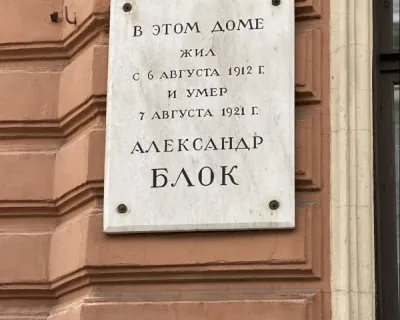 В ЭТОМ ДОМЕ
ЖИЛ
С 6 АВГУСТА 1912 Г.
И УМЕР
7 АВГУСТА 1921 Г.
АЛЕКСАНДР
БЛОК